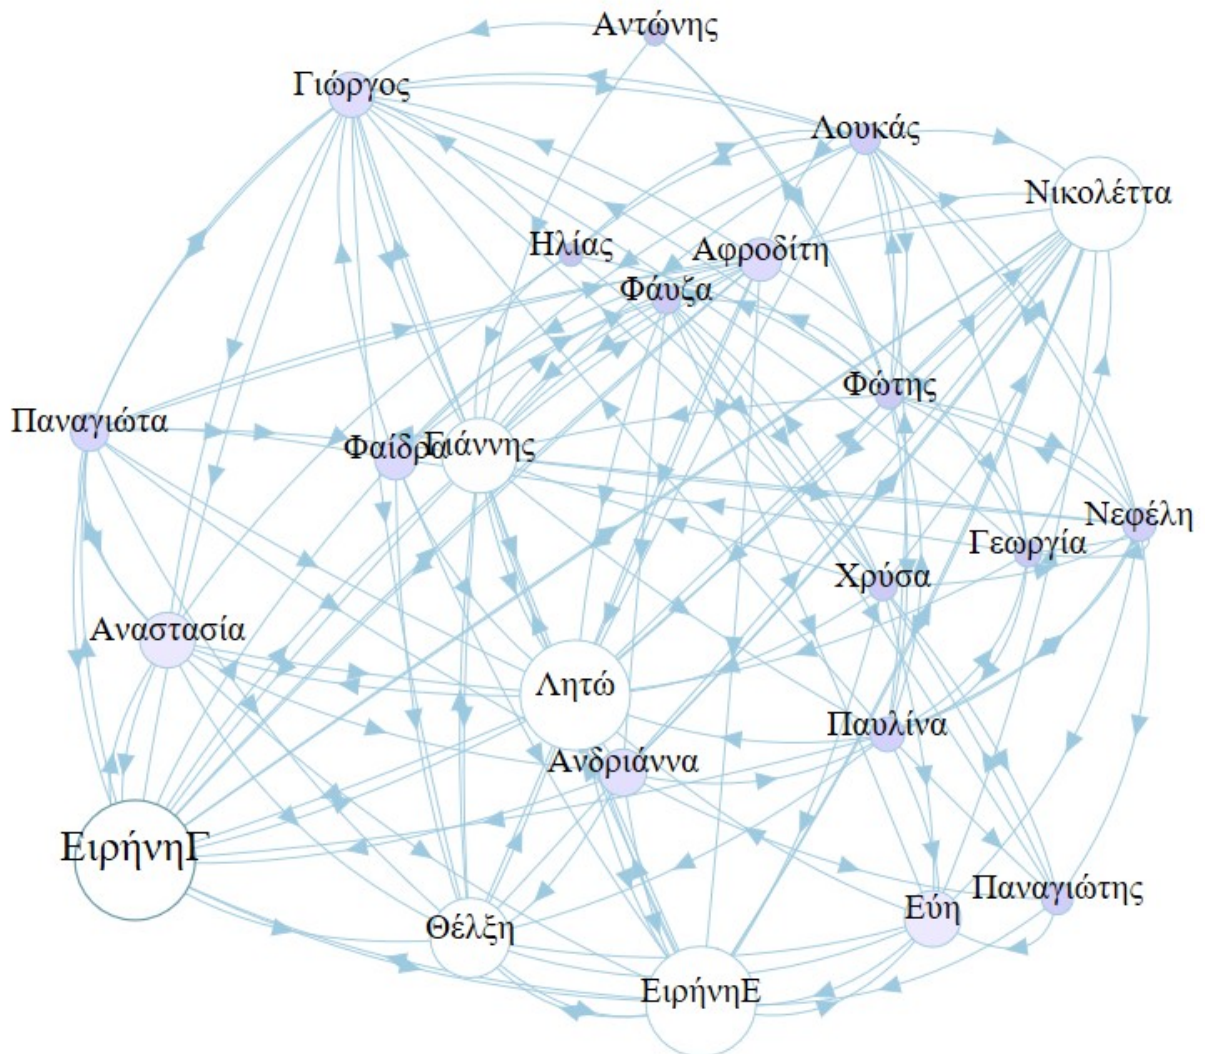 Αντώνης
Γιώργος
Λουκάς
Νικολέττα
Ηλίας
Αφροδίτη
Φάυζα
Φώτης
Παναγιώτα
Φαίδρα
Γιάννης
Νεφέλη
Γεωργία
Χρύσα
Αναστασία
Λητώ
Παυλίνα
Ανδριάννα
ΕιρήνηΓ
Παναγιώτης
Εύη
Θέλξη
ΕιρήνηΕ